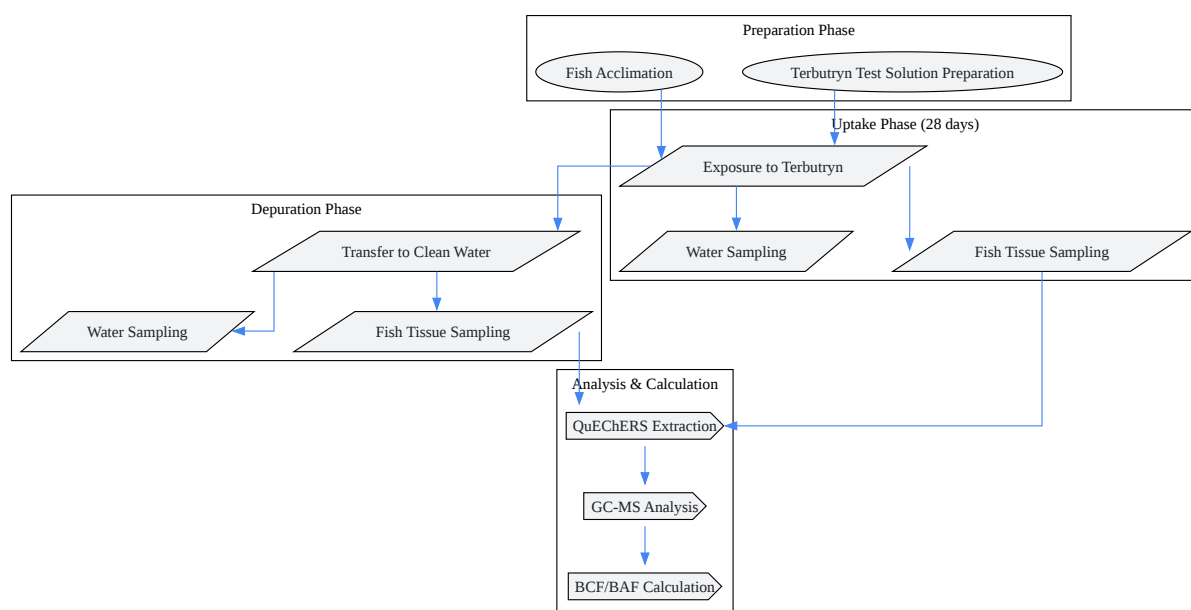 Preparation Phase
Fish Acclimation
Terbutryn Test Solution Preparation
Uptake Phase (28 days)
Exposure to Terbutryn
Water Sampling
Fish Tissue Sampling
Depuration Phase
Transfer to Clean Water
Water Sampling
Fish Tissue Sampling
Analysis & Calculation
QuEChERS Extraction
GC-MS Analysis
BCF/BAF Calculation